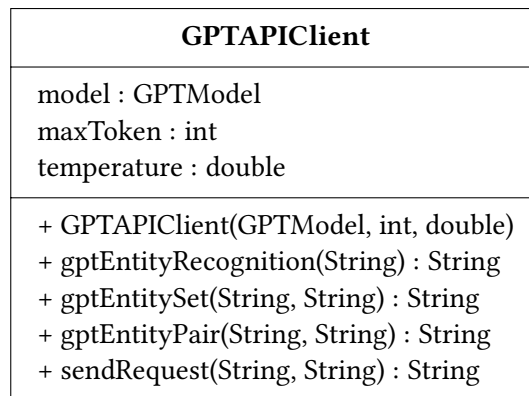 GPTAPIClient
model : GPTModel
maxToken : int
temperature : double
+ GPTAPIClient(GPTModel, int, double)
+ gptEntityRecognition(String) : String
+ gptEntitySet(String, String) : String
+ gptEntityPair(String, String) : String
+ sendRequest(String, String) : String